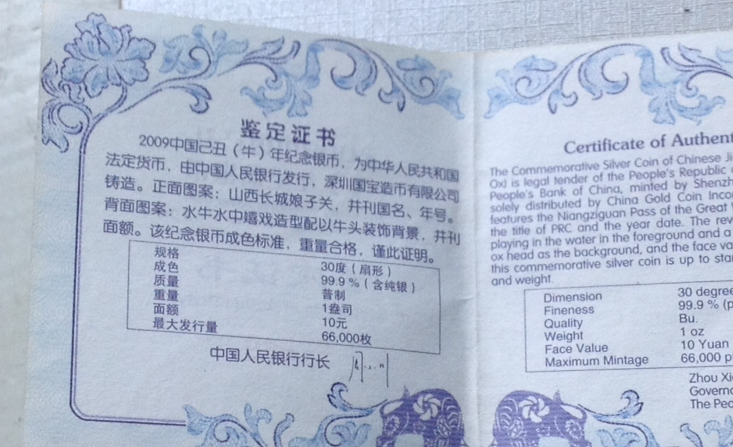 鉴定证书
2009中国己丑（牛）年纪念银币，为中华人民共和国
法定货币，由中国人民银行发行，深圳国宝造币有限公司
铸造。正面图案：山西长城娘子关，并刊国名、年号。
背面图案：水牛水中嬉戏造型配以牛头装饰背景，并刊
面额。该纪念银币成色标准，重量合格，谨此证明。
规格 30度（扇形）
成色 99.9%（含纯银）
质量 普制
重量 1盎司
面额 10元
最大发行量 66,000枚
中国人民银行行长
Certificate of Authent
The Commemorative Silver Coin of Chinese Ji
Ox) is legal tender of the People's Republic
People's Bank of China, minted by Shenzh
solely distributed by China Gold Coin Inco
features the Niangziguan Pass of the Great
the title of PRC and the year date. The rev
playing in the water in the foreground and a
ox head as the background, and the face va
this commemorative silver coin is up to sta
and weight.
Dimension 30 degree
Fineness 99.9 % (p
Quality Bu.
Weight 1 oz
Face Value 10 Yuan
Maximum Mintage 66,000 p
Zhou Xi
Governo
The Peo